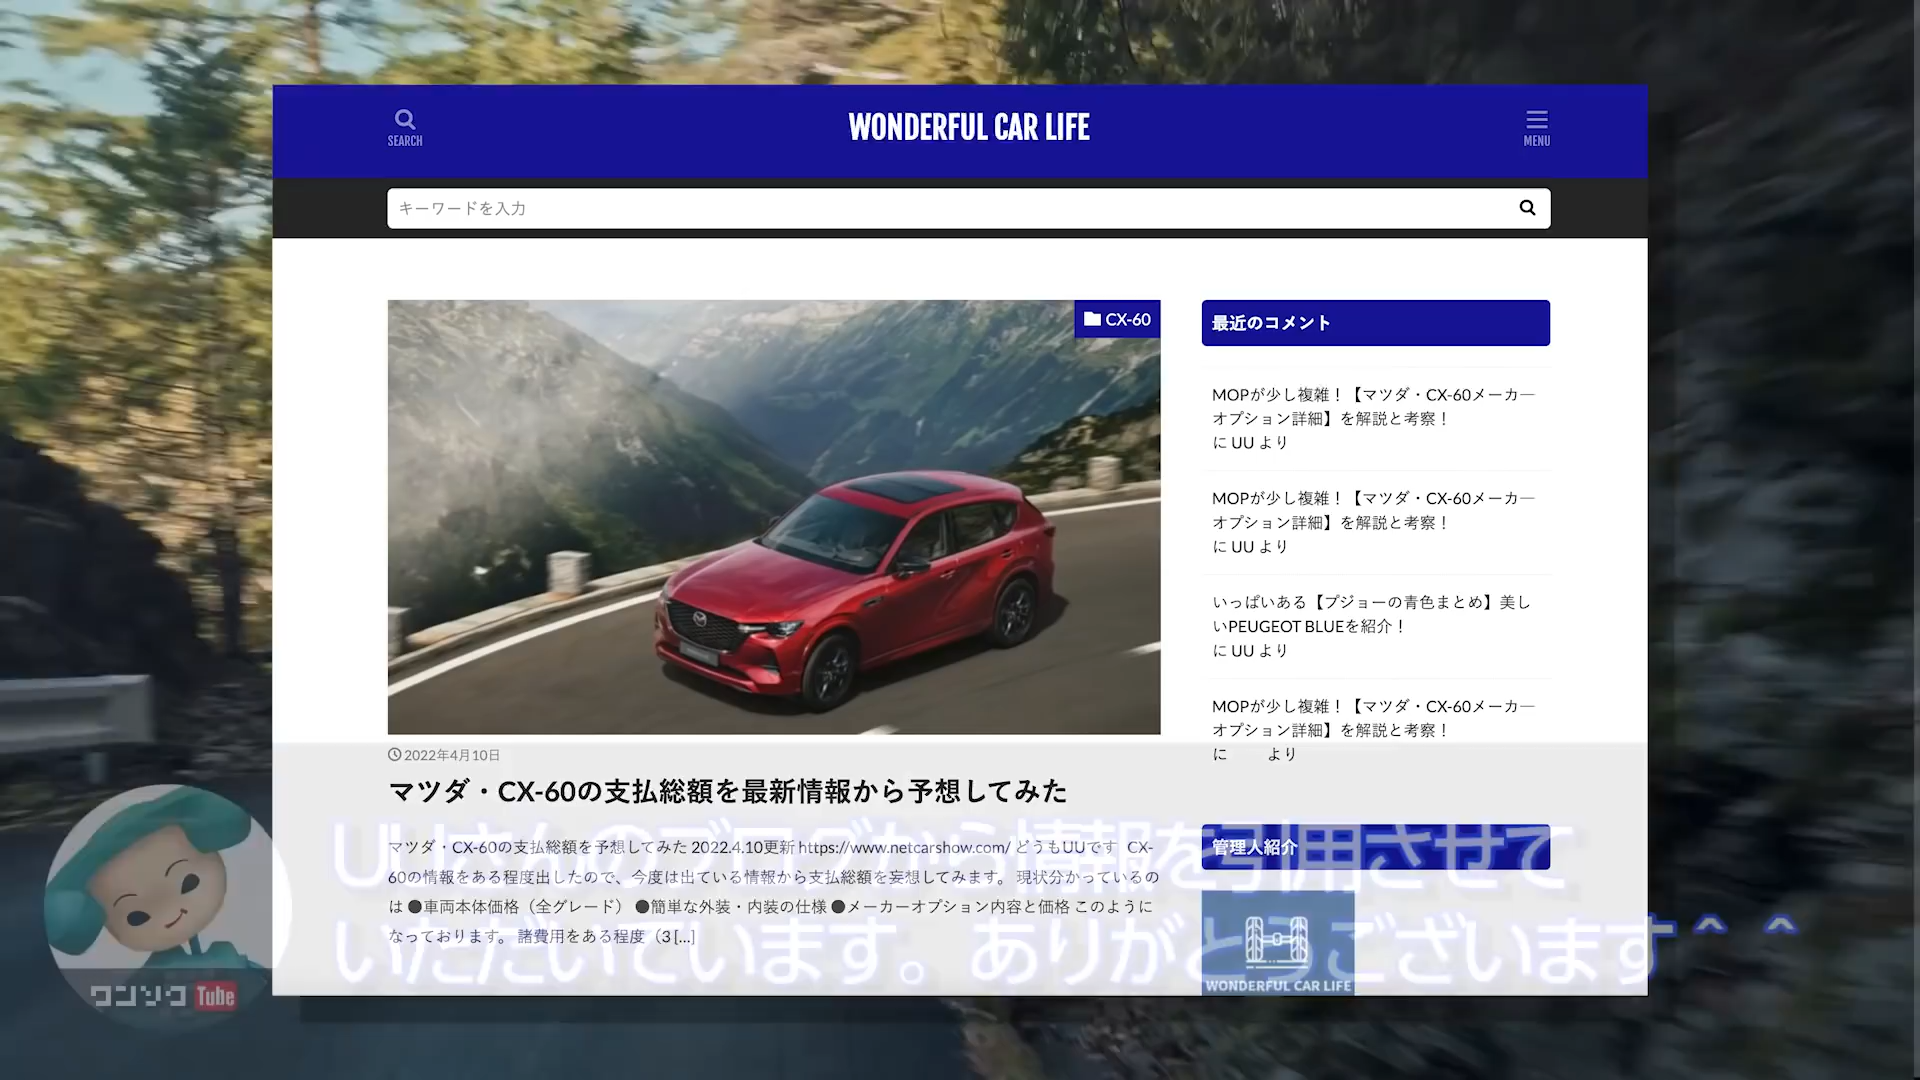 SEARCH
WONDERFUL CAR LIFE
MENU
キーワードを入力
CX-60
2022年4月10日
マツダ・CX-60の支払総額を最新情報から予想してみた
マツダ・CX-60の支払総額を予想してみた 2022.4.10更新 https://www.netcarshow.com/ どうもUUです CX-
60の情報をある程度出したので、今度は出ている情報から支払総額を妄想してみます。 現状分かっているの
は ●車両本体価格（全グレード） ●簡単な外装・内装の仕様 ●メーカーオプション内容と価格 このように
なっております。 諸費用をある程度（3 [...]
最近のコメント
MOPが少し複雑！【マツダ・CX-60メーカー
オプション詳細】を解説と考察！
に UU より
MOPが少し複雑！【マツダ・CX-60メーカー
オプション詳細】を解説と考察！
に UU より
いっぱいある【プジョーの青色まとめ】美し
いPEUGEOT BLUEを紹介！
に UU より
MOPが少し複雑！【マツダ・CX-60メーカー
オプション詳細】を解説と考察！
に より
管理人紹介
WONDERFUL CAR LIFE
UUさんのブログから情報を引用させて
いただいています。ありがとうございます＾＾
ワンソクTube